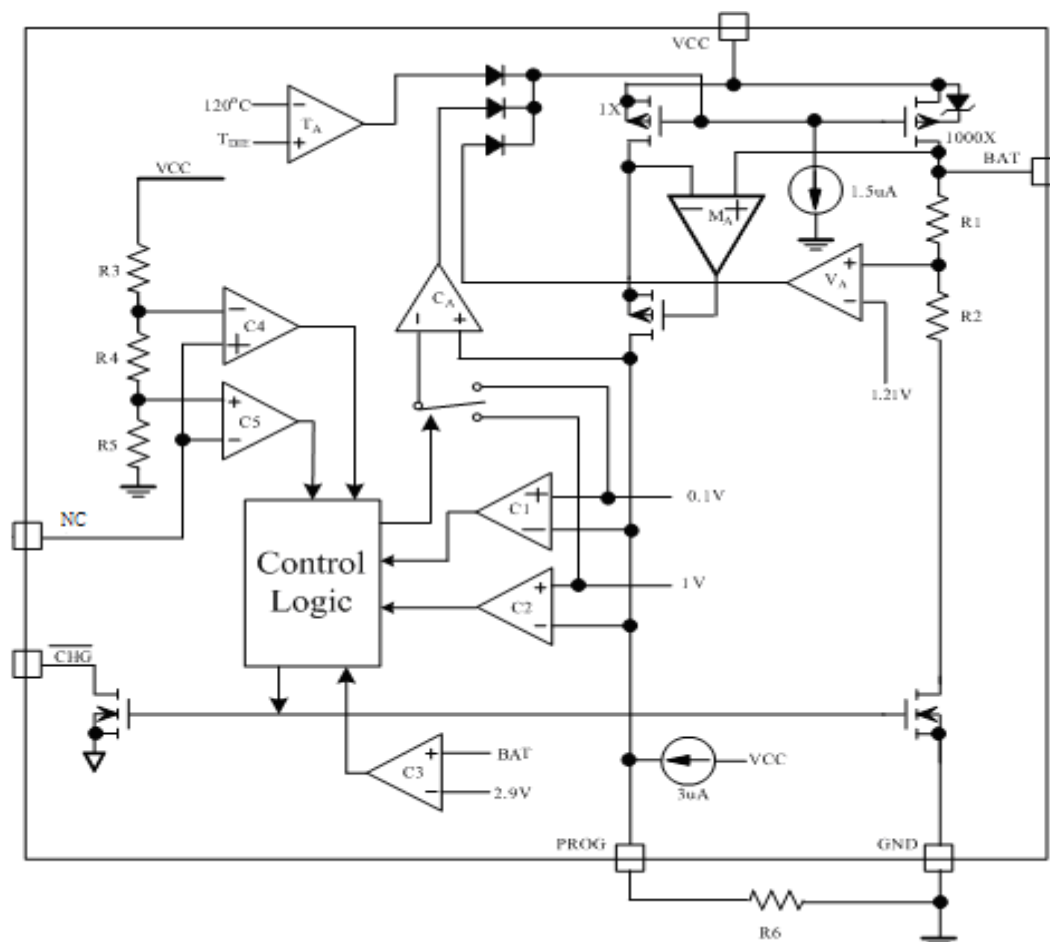 VCC
120°C
T_DIE
T_A
1X
1000X
BAT
VCC
1.5uA
M_A
R1
R3
C_A
V_A
C4
R2
R4
1.21V
C5
R5
C1
0.1V
NC
Control
Logic
C2
1V
CHG
C3
BAT
2.9V
VCC
3uA
PROG
GND
R6